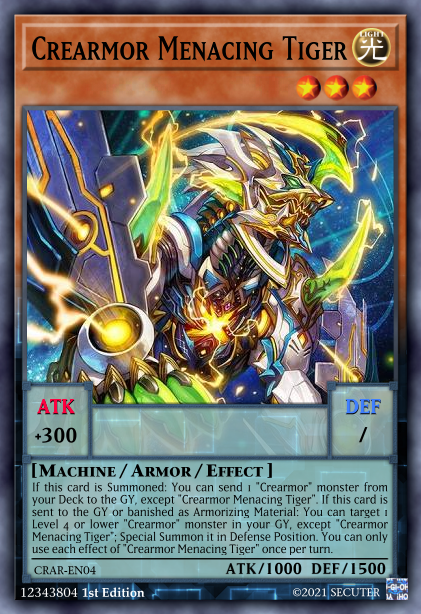 Crearmor Menacing Tiger
LIGHT
光
ATK
DEF
+300
/
[Machine / Armor / Effect ]
If this card is Summoned: You can send 1 "Crearmor" monster from
your Deck to the GY, except "Crearmor Menacing Tiger". If this card is
sent to the GY or banished as Armorizing Material: You can target 1
Level 4 or lower "Crearmor" monster in your GY, except "Crearmor
Menacing Tiger"; Special Summon it in Defense Position. You can only
use each effect of "Crearmor Menacing Tiger" once per turn.
CRAR-EN04
ATK/1000 DEF/1500
12343804 1st Edition
©2021 SECUTER